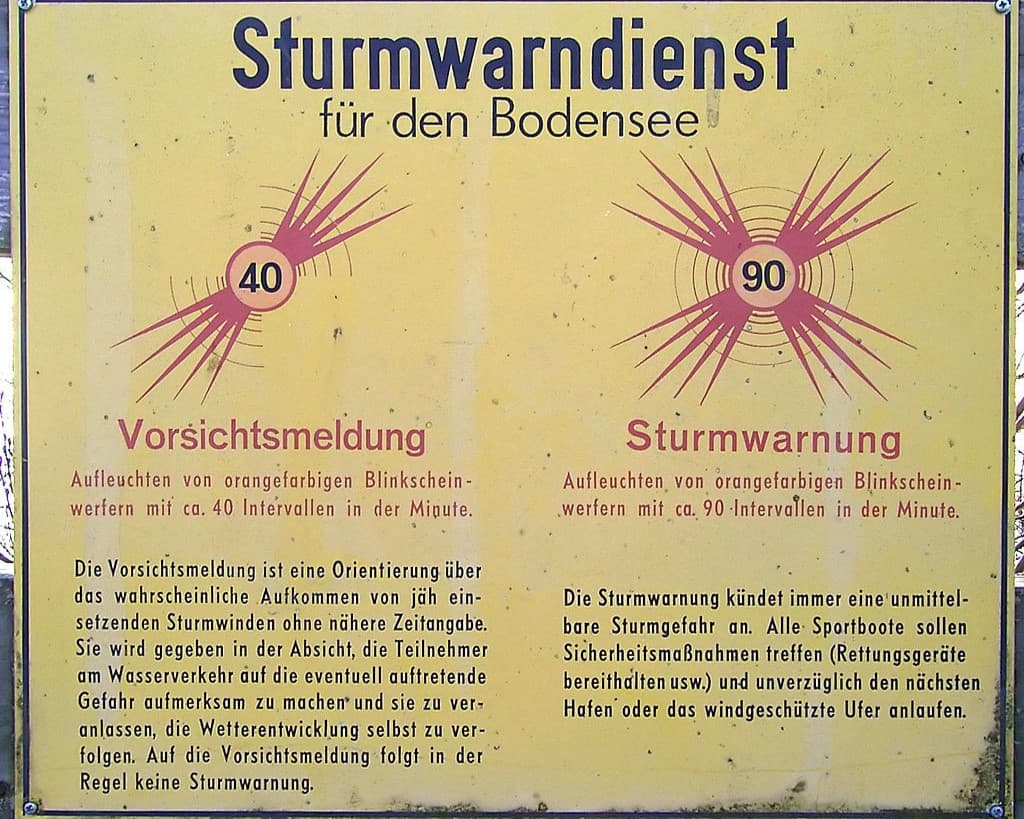 Sturmwarndienst
für den Bodensee
40
Vorsichtsmeldung
Aufleuchten von orangefarbigen Blinkschein-
werfern mit ca. 40 Intervallen in der Minute.
Die Vorsichtsmeldung ist eine Orientierung über
das wahrscheinliche Aufkommen von jäh ein-
setzenden Sturmwinden ohne nähere Zeitangabe.
Sie wird gegeben in der Absicht, die Teilnehmer
am Wasserverkehr auf die eventuell auftretende
Gefahr aufmerksam zu machen und sie zu ver-
anlassen, die Wetterentwicklung selbst zu ver-
folgen. Auf die Vorsichtsmeldung folgt in der
Regel keine Sturmwarnung.
90
Sturmwarnung
Aufleuchten von orangefarbigen Blinkschein-
werfern mit ca. 90 Intervallen in der Minute.
Die Sturmwarnung kündet immer eine unmittel-
bare Sturmgefahr an. Alle Sportboote sollen
Sicherheitsmaßnahmen treffen (Rettungsgeräte
bereithalten usw.) und unverzüglich den nächsten
Hafen oder das windgeschützte Ufer anlaufen.